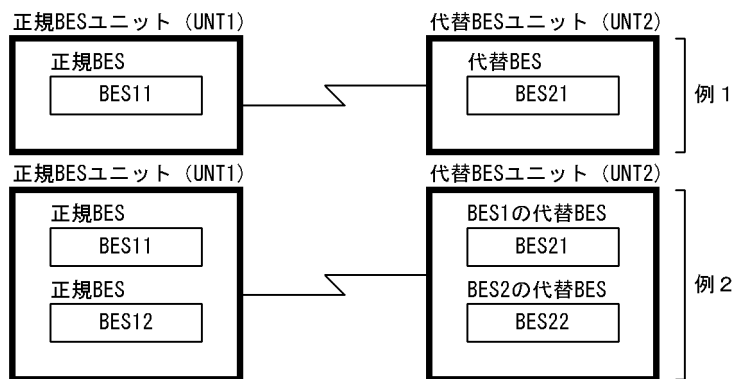 正規BESユニット（UNT1）
代替BESユニット（UNT2）
正規BES
BES11
代替BES
BES21
例１
正規BESユニット（UNT1）
代替BESユニット（UNT2）
正規BES
BES11
BES1の代替BES
BES21
正規BES
BES12
BES2の代替BES
BES22
例２